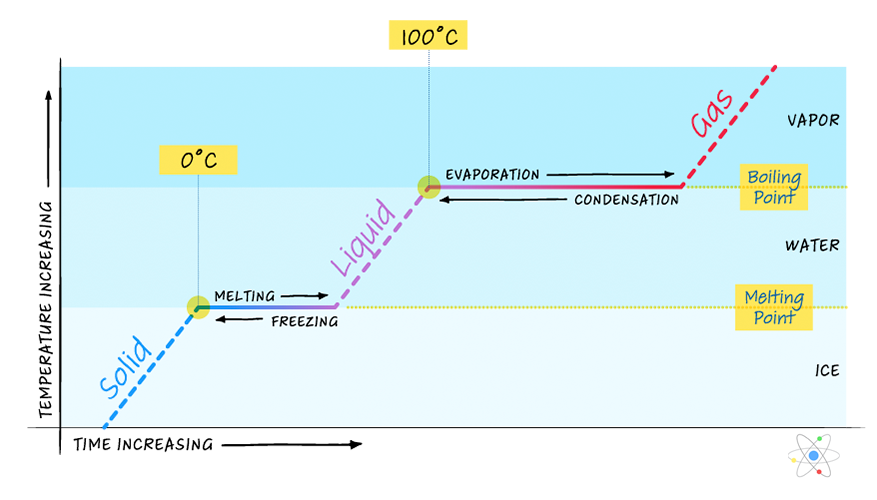 100°C
0°C
Gas
VAPOR
EVAPORATION
Boiling
Point
CONDENSATION
Liquid
WATER
MELTING
Melting
Point
FREEZING
Solid
ICE
TEMPERATURE INCREASING
TIME INCREASING